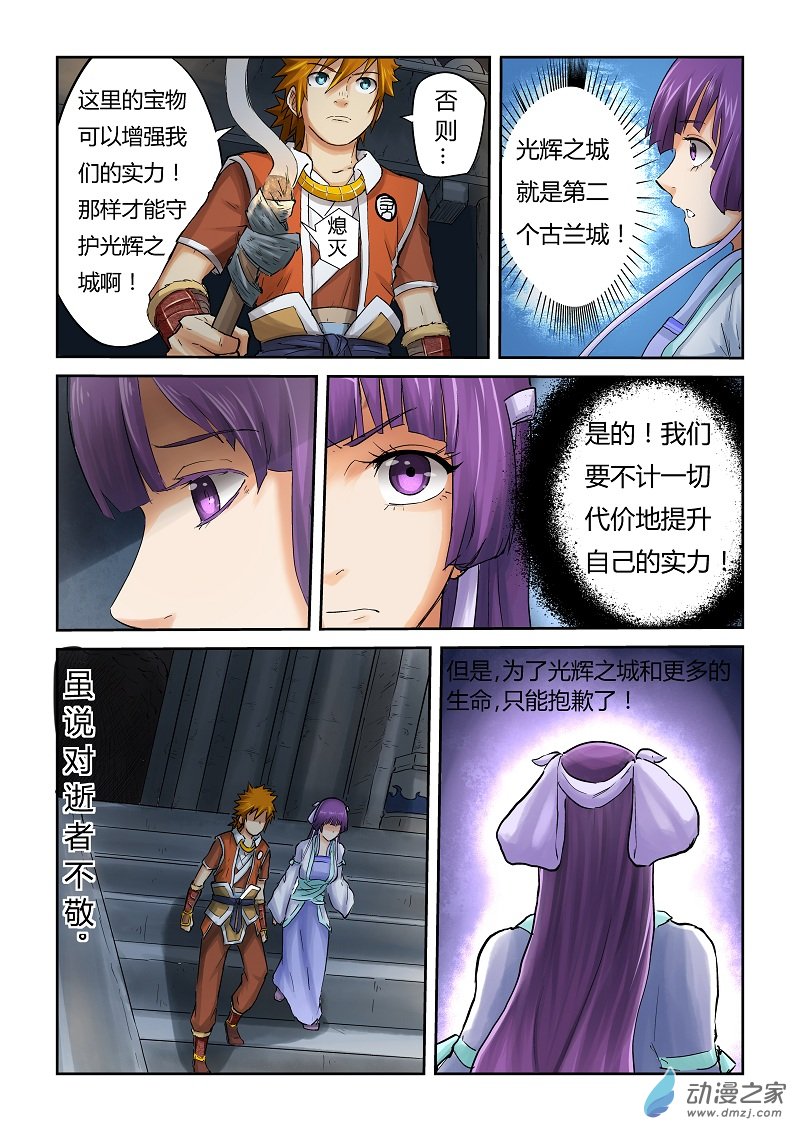 这里的宝物
可以增强我
们的实力！
那样才能守
护光辉之
城啊！
否则…
熄灭
光辉之城
就是第二
个古兰城！
是的！我们
要不计一切
代价地提升
自己的实力！
虽说对逝者不敬。
但是，为了光辉之城和更多的
生命，只能抱歉了！
动漫之家
www.dmzj.com